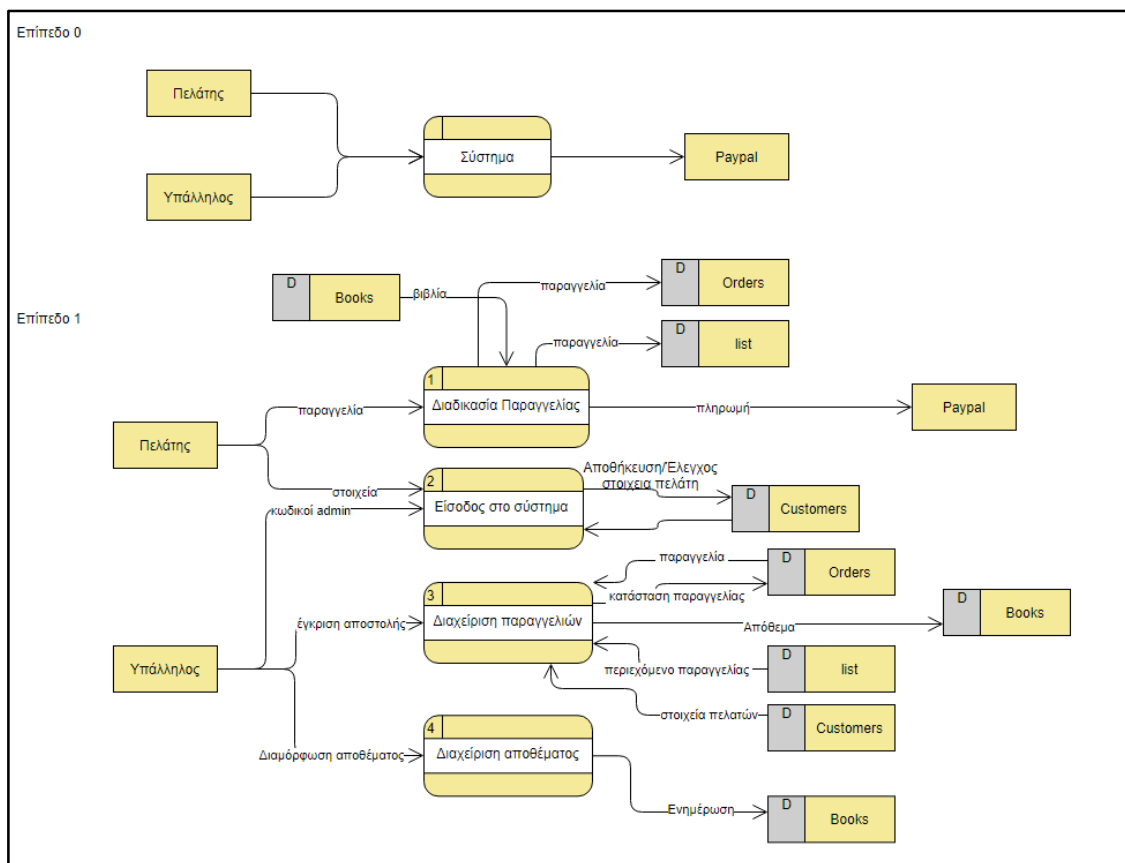 Επίπεδο 0
Πελάτης
Σύστημα
Paypal
Υπάλληλος
Επίπεδο 1
D
Books
βιβλία
παραγγελία
D
Orders
παραγγελία
D
list
1
Διαδικασία Παραγγελίας
παραγγελία
πληρωμή
Paypal
Πελάτης
στοιχεία
2
Είσοδος στο σύστημα
Αποθήκευση/Έλεγχος
στοιχεια πελάτη
D
Customers
κωδικοί admin
παραγγελία
D
Orders
κατάσταση παραγγελίας
3
Διαχείριση παραγγελιών
έγκριση αποστολής
Απόθεμα
D
Books
Υπάλληλος
περιεχόμενο παραγγελίας
D
list
στοιχεία πελατών
D
Customers
4
Διαχείριση αποθέματος
Διαμόρφωση αποθέματος
Ενημέρωση
D
Books